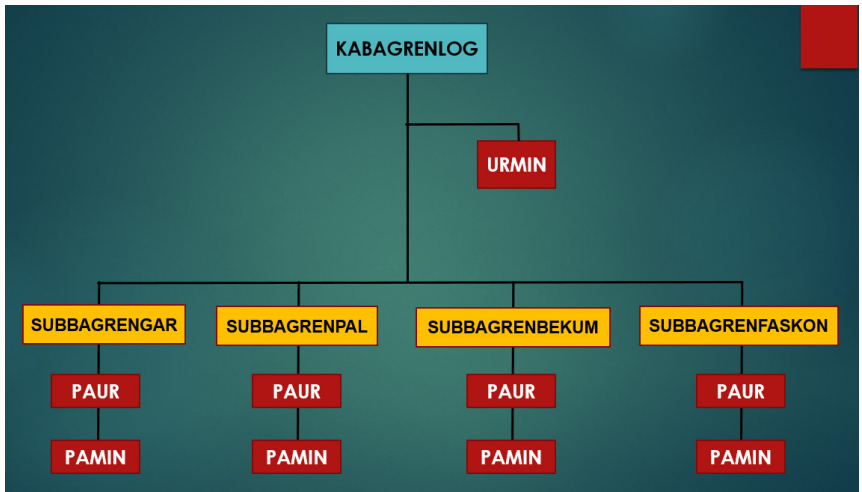 KABAGRENLOG
URMIN
SUBBAGRENGAR
SUBBAGRENPAL
SUBBAGRENBEKUM
SUBBAGRENFASKON
PAUR
PAUR
PAUR
PAUR
PAMIN
PAMIN
PAMIN
PAMIN